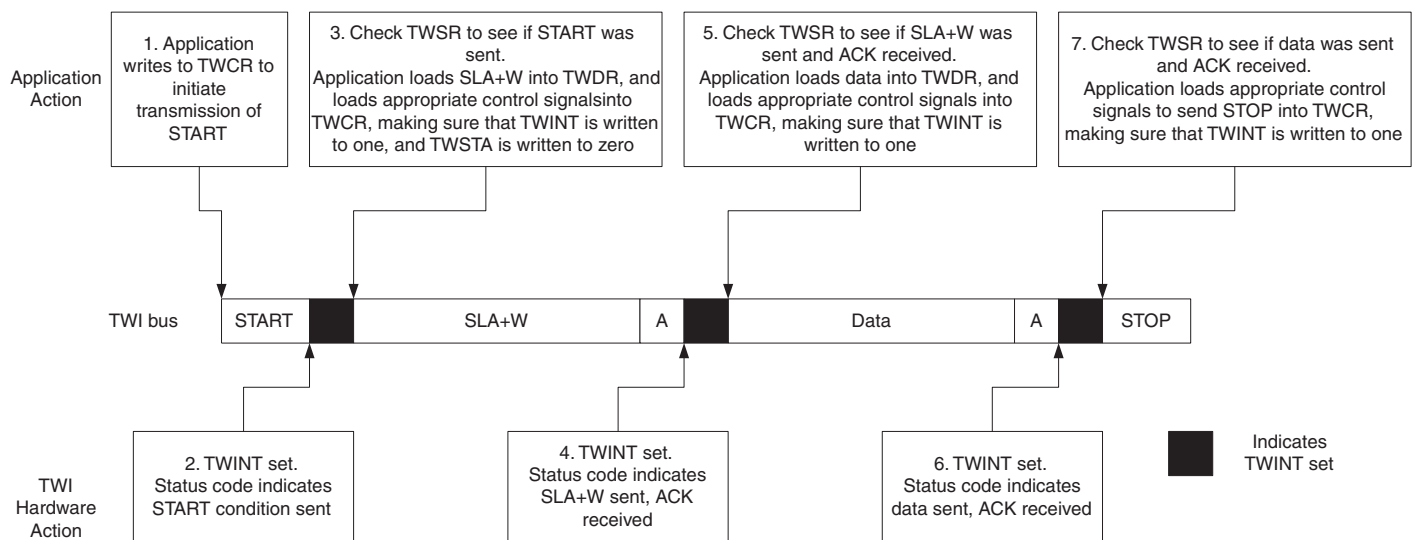 Application
Action
1. Application
writes to TWCR to
initiate
transmission of
START
3. Check TWSR to see if START was
sent.
Application loads SLA+W into TWDR, and
loads appropriate control signalsinto
TWCR, making sure that TWINT is written
to one, and TWSTA is written to zero
5. Check TWSR to see if SLA+W was
sent and ACK received.
Application loads data into TWDR, and
loads appropriate control signals into
TWCR, making sure that TWINT is
written to one
7. Check TWSR to see if data was sent
and ACK received.
Application loads appropriate control
signals to send STOP into TWCR,
making sure that TWINT is written to one
TWI bus
START
SLA+W
A
Data
A
STOP
TWI
Hardware
Action
2. TWINT set.
Status code indicates
START condition sent
4. TWINT set.
Status code indicates
SLA+W sent, ACK
received
6. TWINT set.
Status code indicates
data sent, ACK received
Indicates
TWINT set